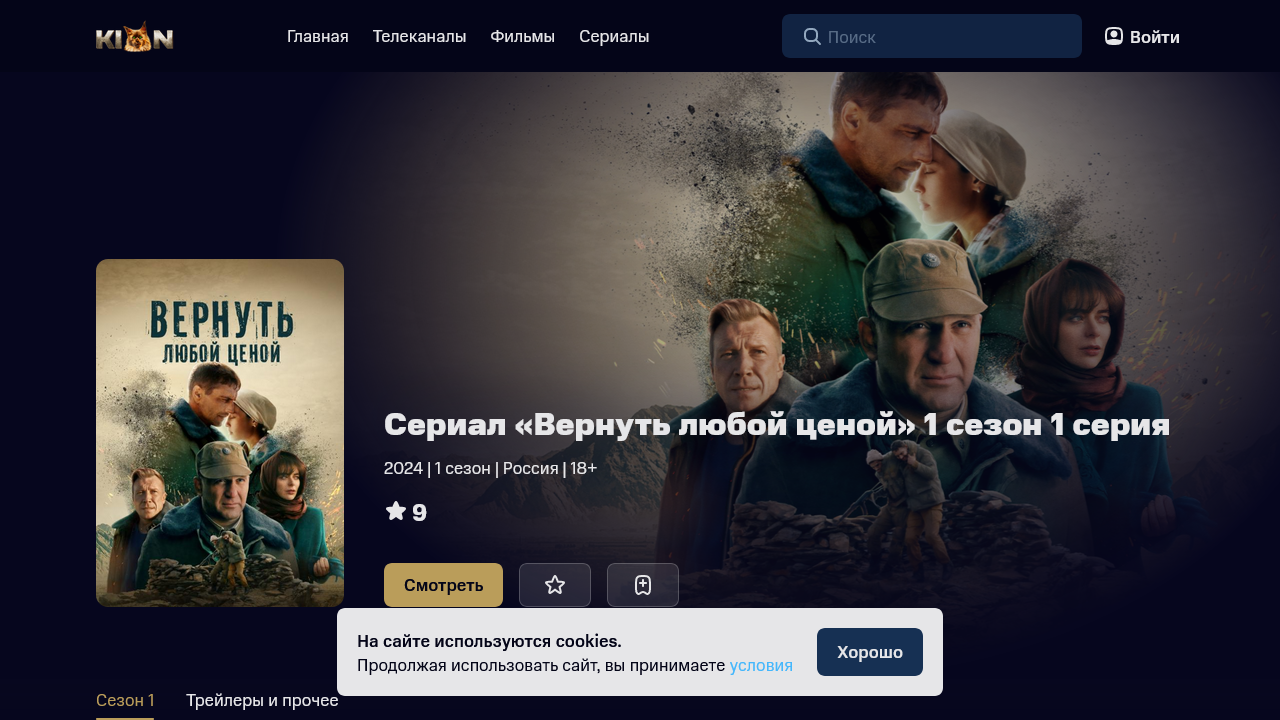 KION
Главная
Телеканалы
Фильмы
Сериалы
Поиск
Войти
ВЕРНУТЬ
ЛЮБОЙ ЦЕНОЙ
Сериал «Вернуть любой ценой» 1 сезон 1 серия
2024 | 1 сезон | Россия | 18+
9
Смотреть
На сайте используются cookies.
Продолжая использовать сайт, вы принимаете условия
Хорошо
Сезон 1
Трейлеры и прочее